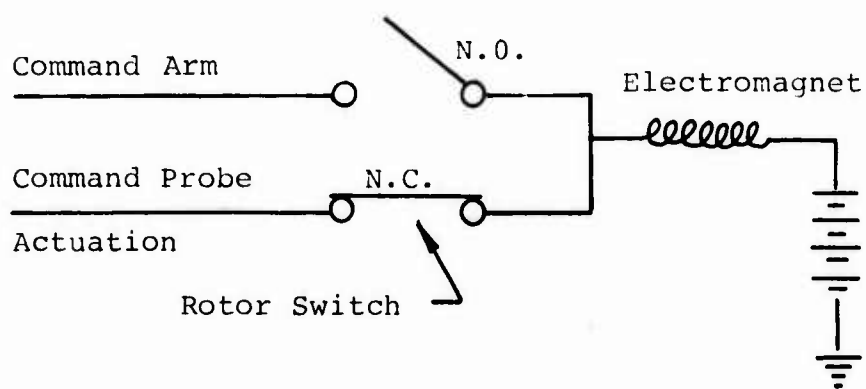 N.O.
Command Arm
Electromagnet
Command Probe
N.C.
Actuation
Rotor Switch